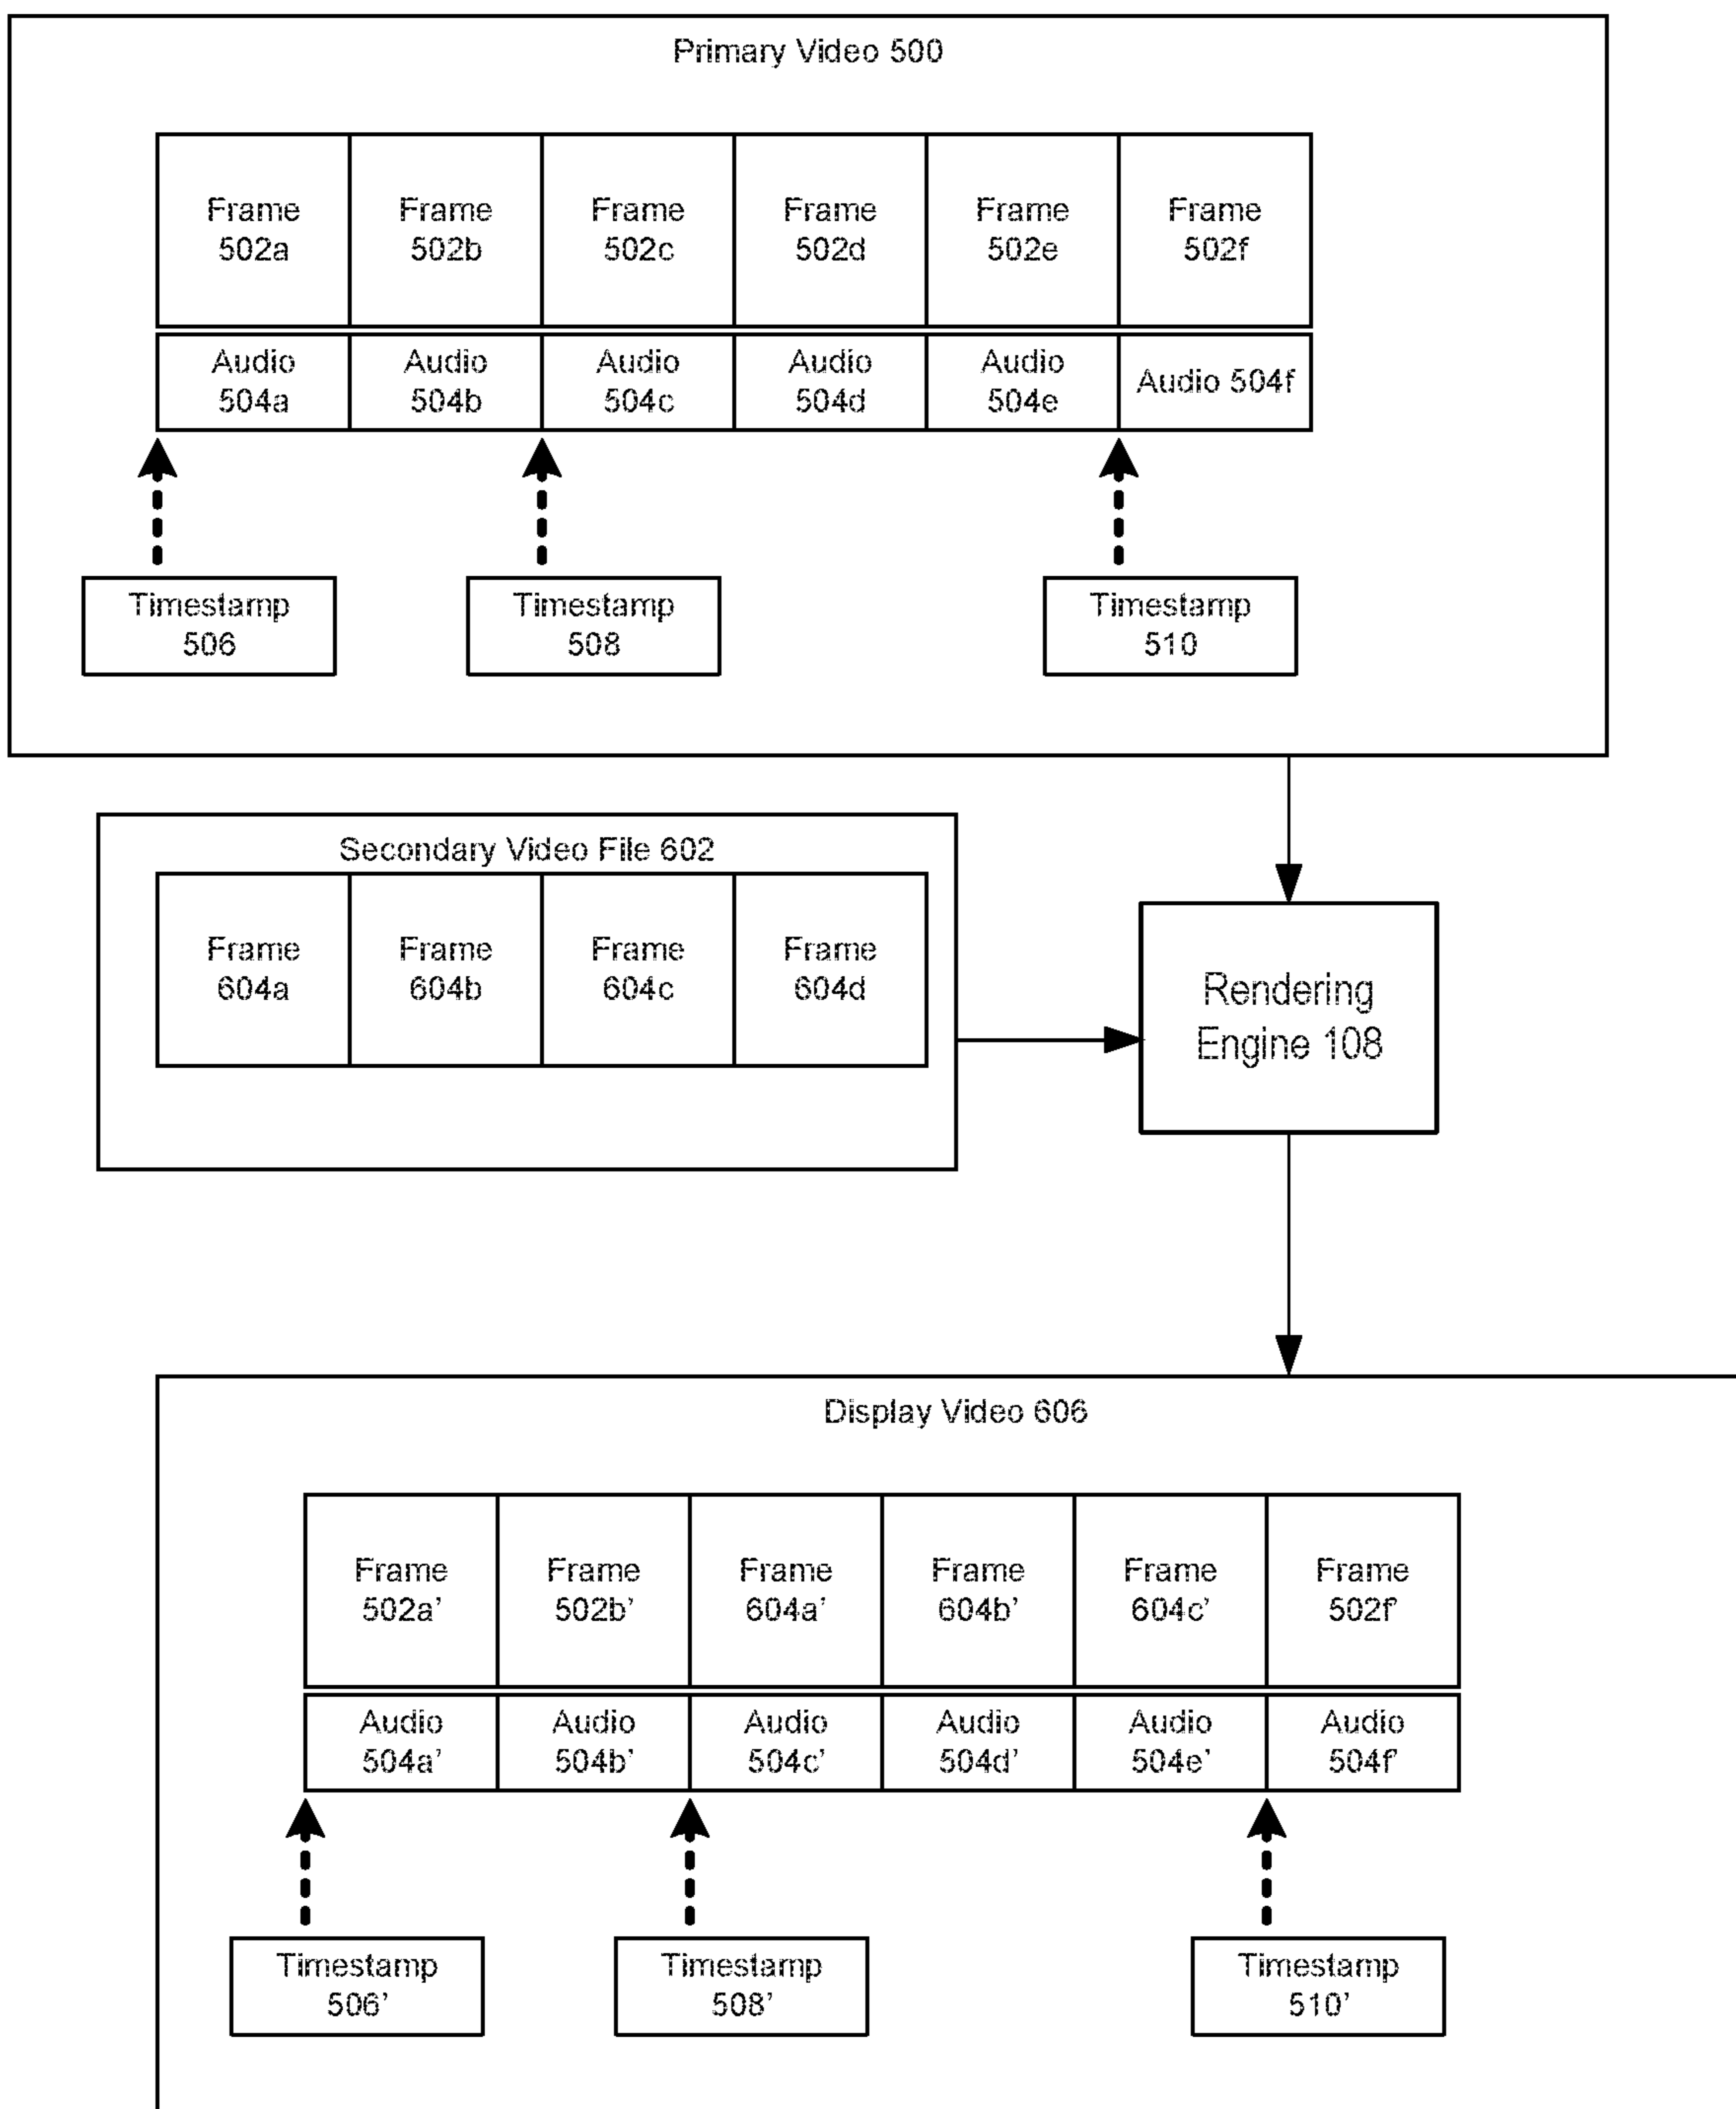 Primary Video 500
Frame 502a
Frame 502b
Frame 502c
Frame 502d
Frame 502e
Frame 502f
Audio 504a
Audio 504b
Audio 504c
Audio 504d
Audio 504e
Audio 504f
Timestamp 506
Timestamp 508
Timestamp 510
Secondary Video File 602
Frame 604a
Frame 604b
Frame 604c
Frame 604d
Rendering
Engine 108
Display Video 606
Frame 502a’
Frame 502b’
Frame 604a’
Frame 604b’
Frame 604c’
Frame 502f’
Audio 504a’
Audio 504b’
Audio 504c’
Audio 504d’
Audio 504e’
Audio 504f’
Timestamp 506’
Timestamp 508’
Timestamp 510’